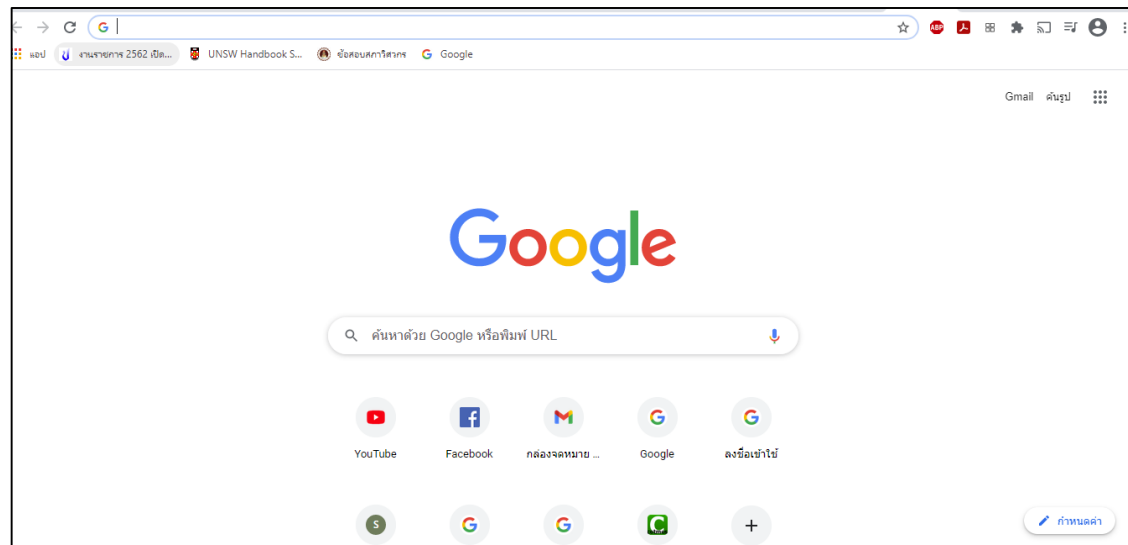 แอป งานรายการ 2562 เปิด... UNSW Handbook S... ข้อสอบสภาวิศวกร Google
Gmail ค้นรูป
Google
ค้นหาด้วย Google หรือพิมพ์ URL
YouTube Facebook กล่องจดหมาย ... Google ลงชื่อเข้าใช้
S
กำหนดค่า